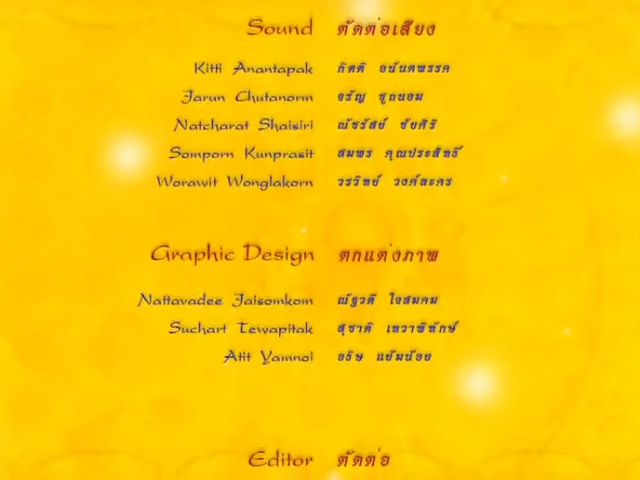 Sound ตัดต่อเสียง
Kitti Anantapak กิตติ อนันตพรรค
Jarun Chutanorm จรัญ ชูถนอม
Natcharat Shaisiri ณัชรัสย์ ชัยศิริ
Somporn Kunprasit สมพร คุณประสิทธิ์
Worawit Wonglakorn วรวิทย์ วงค์ละคร
Graphic Design ตกแต่งภาพ
Nattavadee Jaisomkom ณัฐวดี ใจสมคม
Suchart Tewapitak สุชาติ เทวาพิทักษ์
Atit Yamnoi อธิษ แย้มน้อย
Editor ตัดต่อ